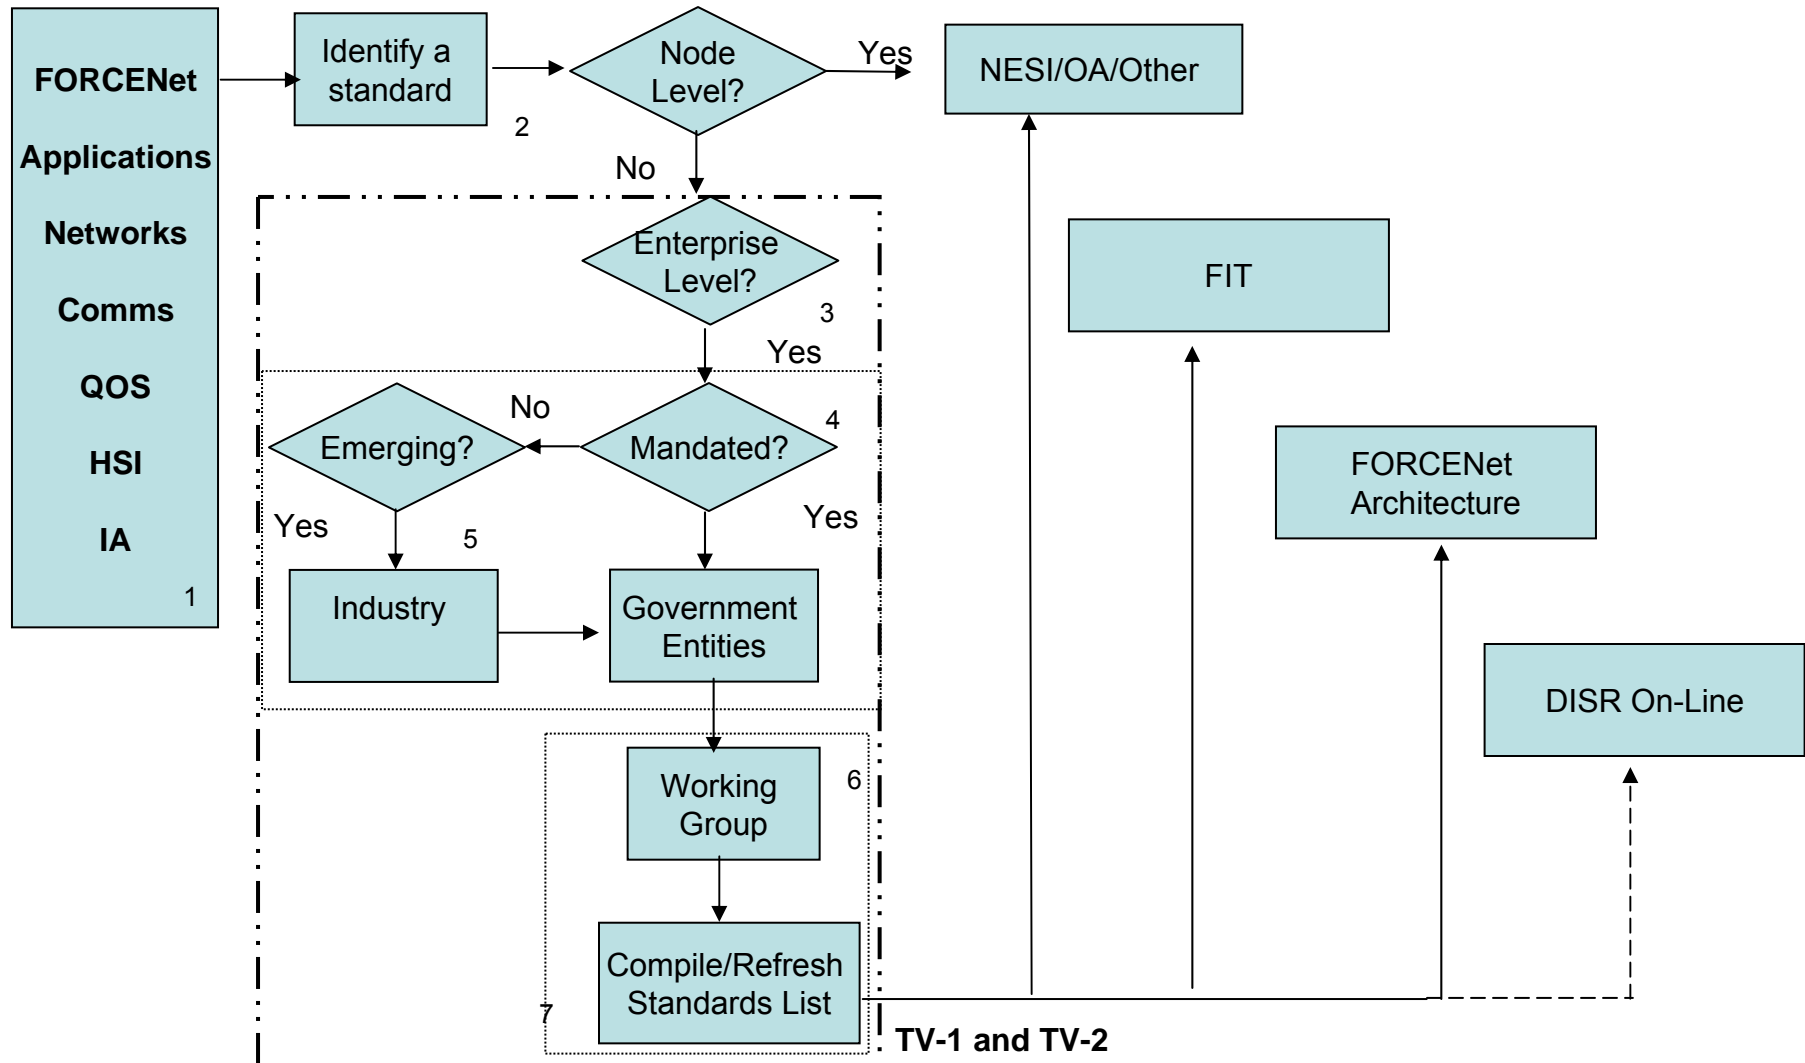 FORCENet
Applications
Networks
Comms
QOS
HSI
IA
1
Identify a
standard
2
Node
Level?
Yes
NESI/OA/Other
No
Enterprise
Level?
3
Yes
FIT
Emerging?
No
Mandated?
4
FORCENet
Architecture
Yes
5
Yes
Industry
Government
Entities
DISR On-Line
Working
Group
6
Compile/Refresh
Standards List
7
TV-1 and TV-2